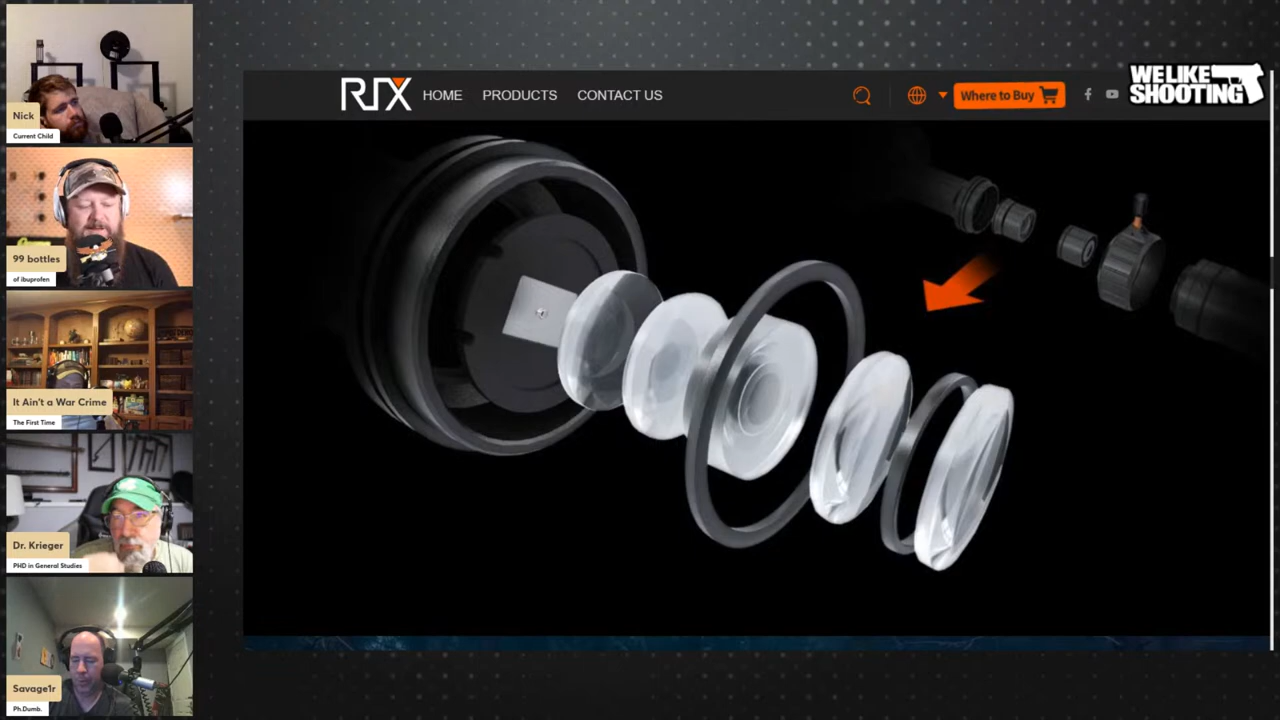 Nick
Current Child
99 bottles
of ibuprofen
It Ain't a War Crime
The First Time
Dr. Krieger
PHD in General Studies
Savage1r
Ph.Dumb.
RIX
HOME
PRODUCTS
CONTACT US
Where to Buy
WE LIKE
SHOOTING